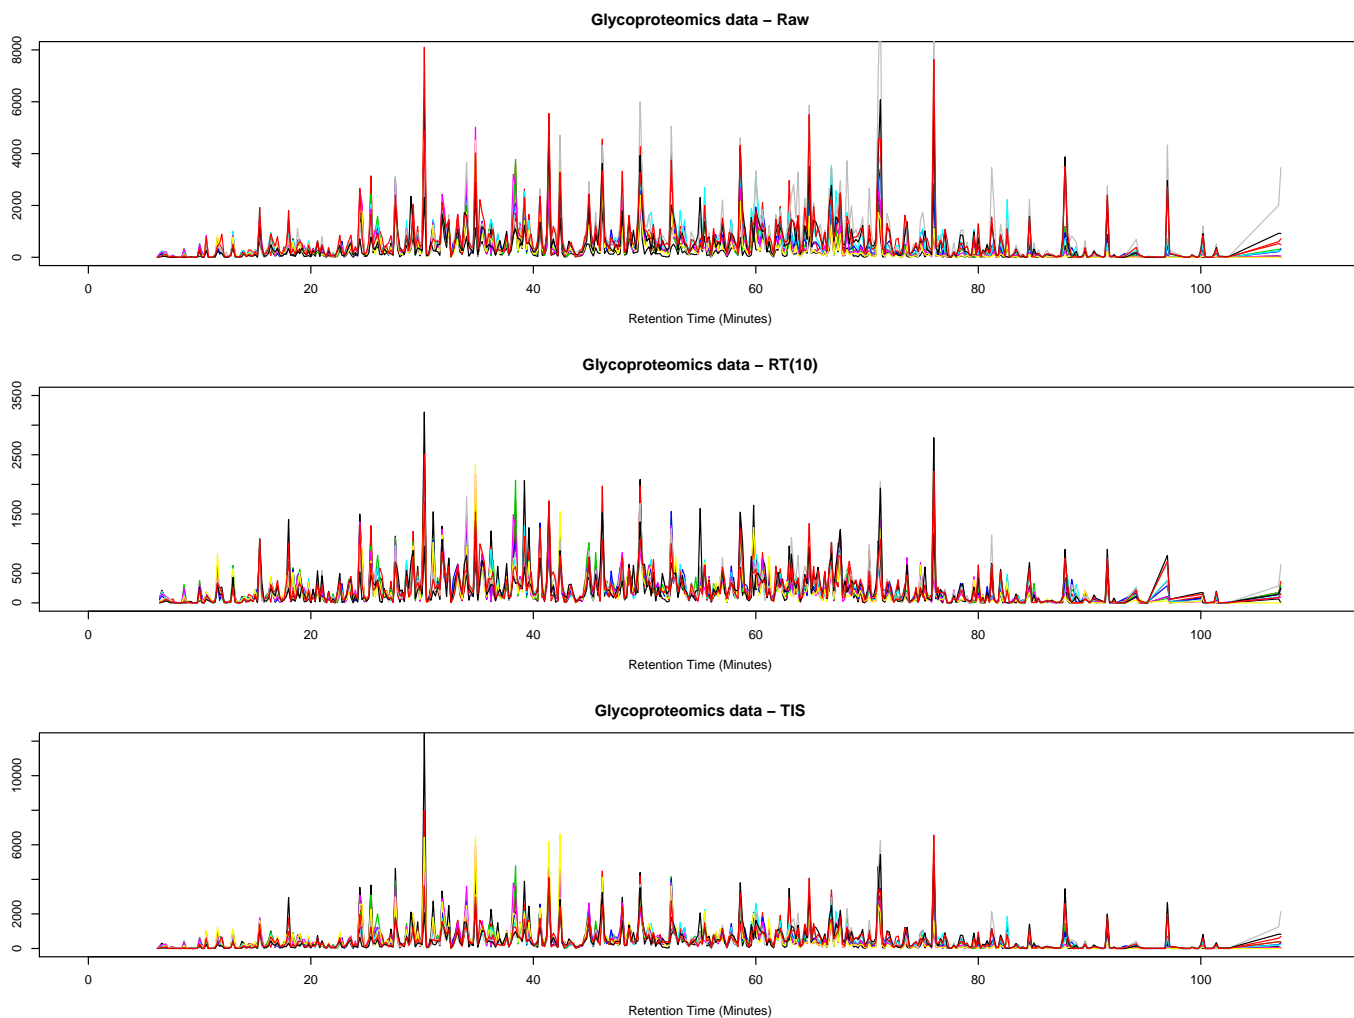 Glycoproteomics data – Raw
8000
6000
4000
2000
0
0 20 40 60 80 100
Retention Time (Minutes)
Glycoproteomics data – RT(10)
3500
2500
1500
500
0
0 20 40 60 80 100
Retention Time (Minutes)
Glycoproteomics data – TIS
10000
6000
2000
0
0 20 40 60 80 100
Retention Time (Minutes)